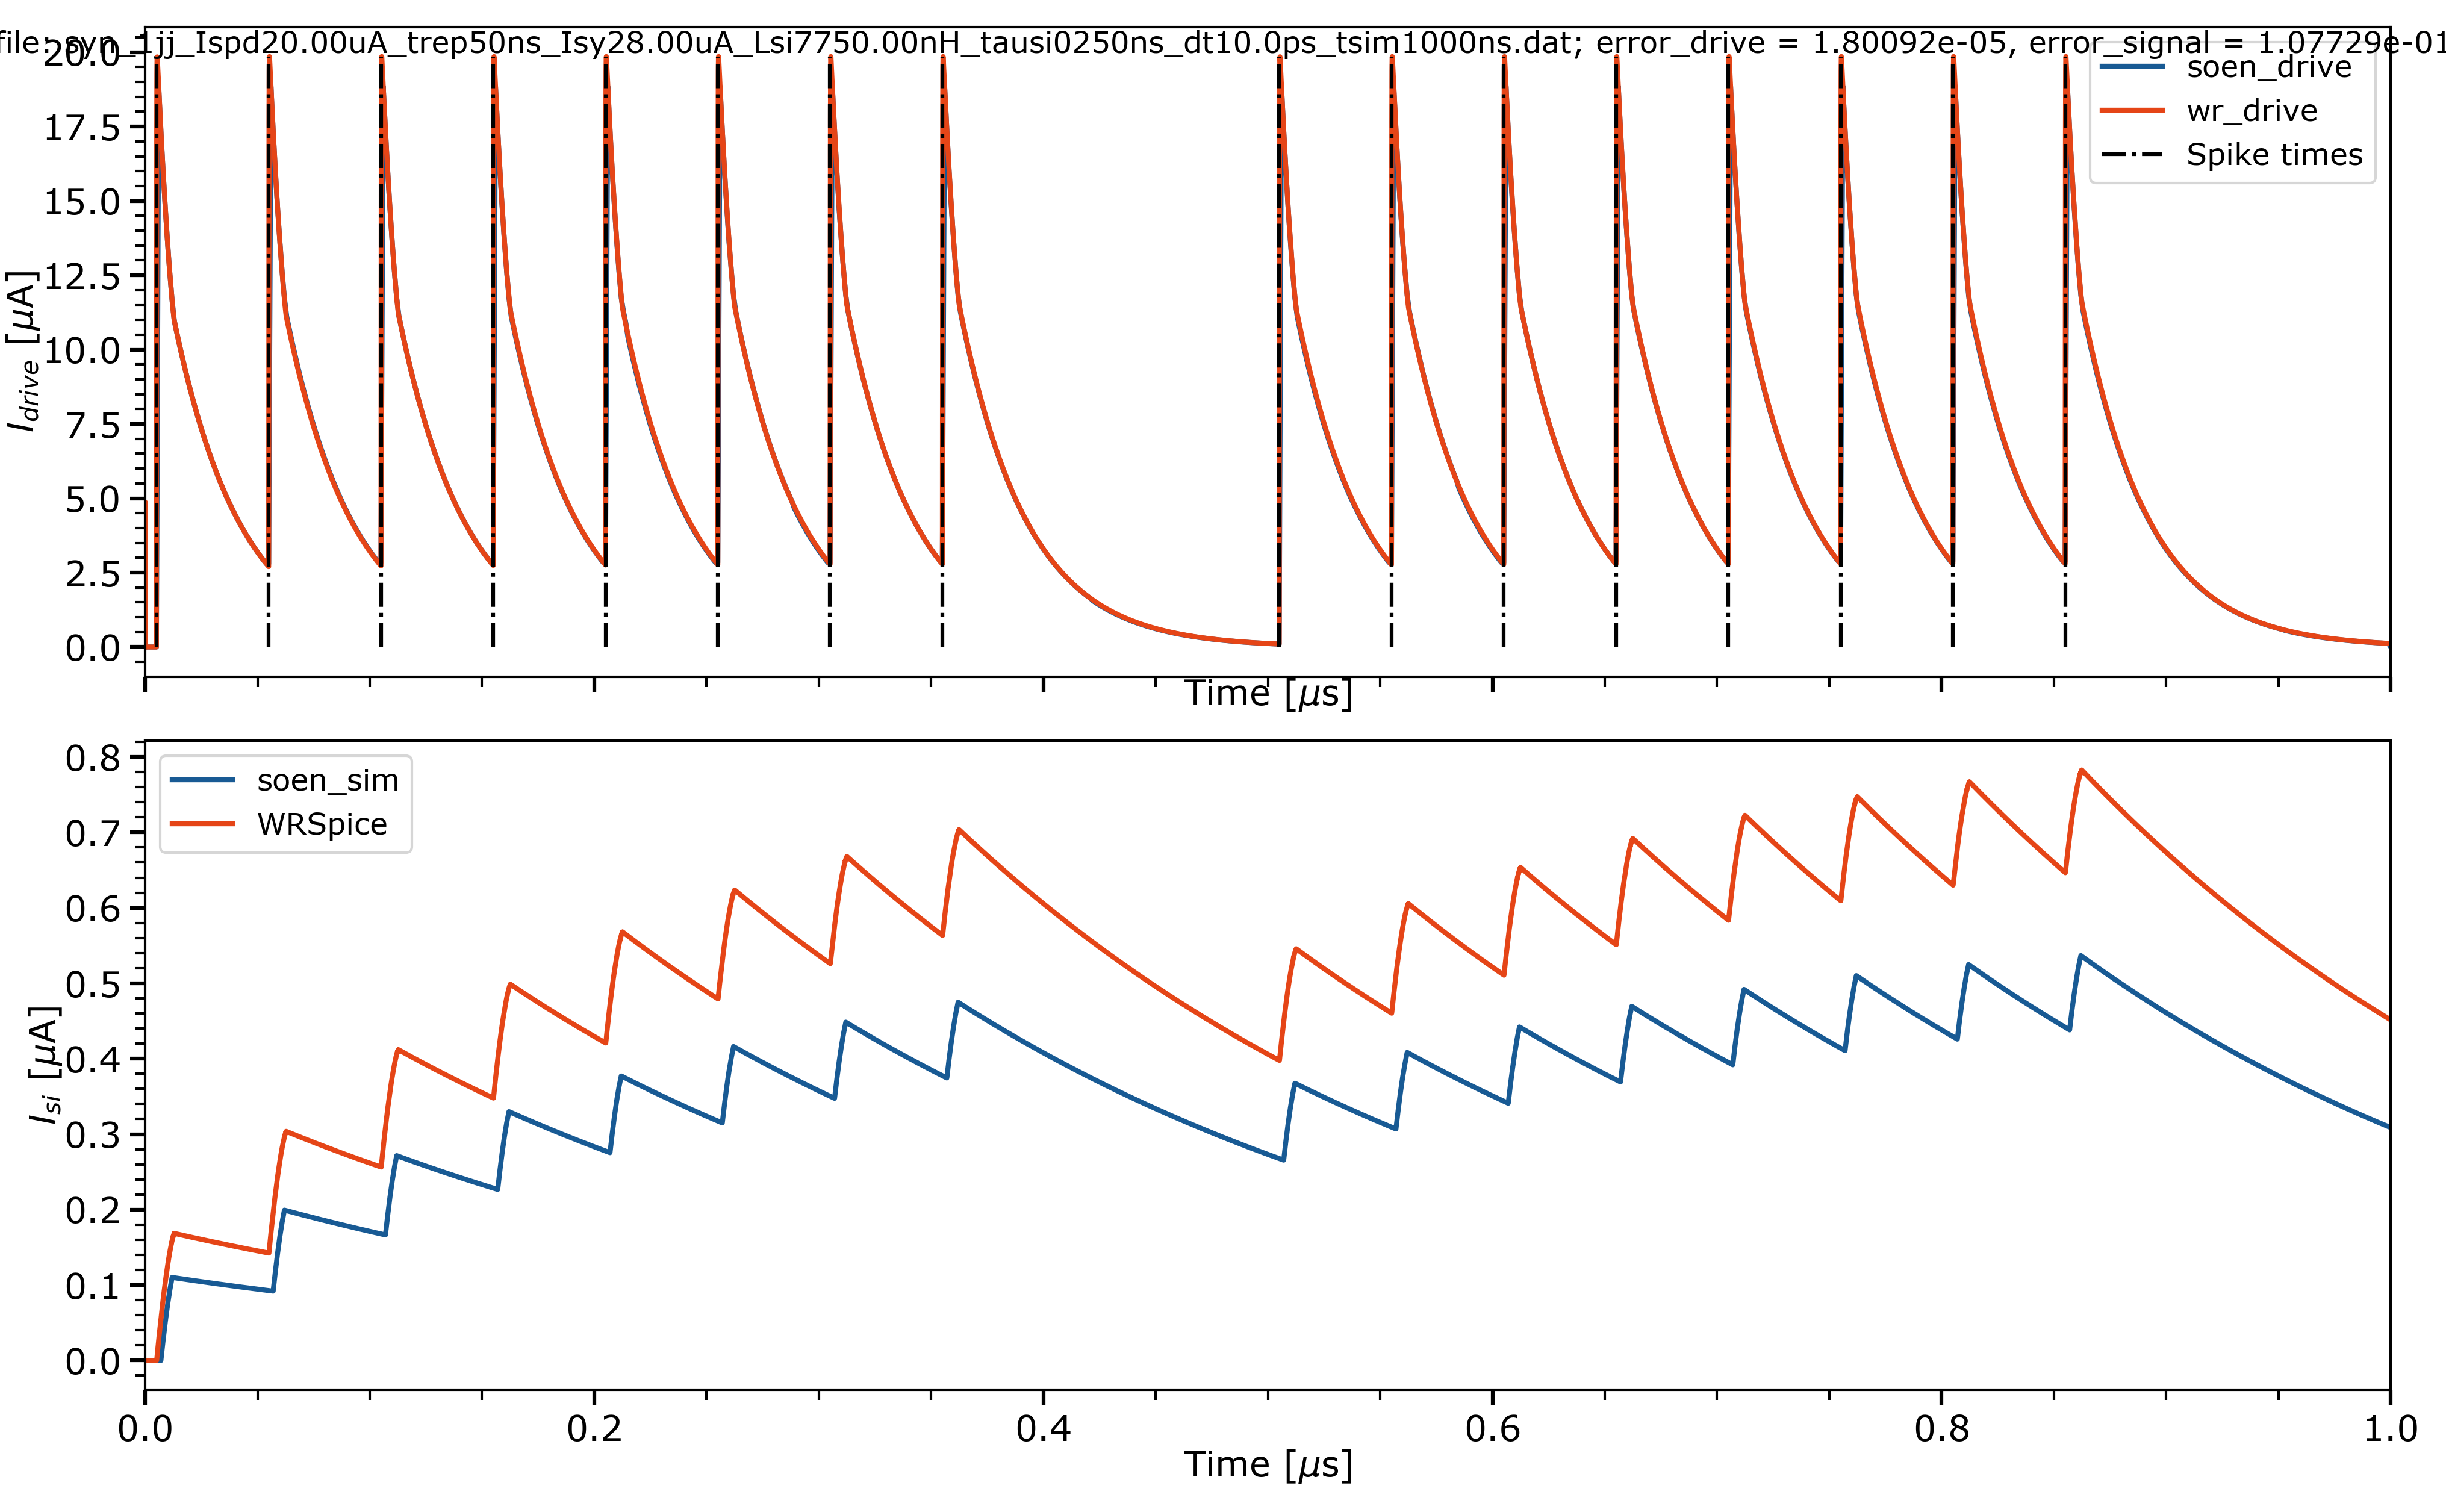 file: syn_1jj_Ispd20.00uA_trep50ns_Isy28.00uA_Lsi7750.00nH_tausi0250ns_dt10.0ps_tsim1000ns.dat; error_drive = 1.80092e-05, error_signal = 1.07729e-01
20.0
17.5
15.0
12.5
10.0
7.5
5.0
2.5
0.0
I_drive [μA]
soen_drive
wr_drive
Spike times
Time [μs]
0.8
0.7
0.6
0.5
0.4
0.3
0.2
0.1
0.0
I_si [μA]
soen_sim
WRSpice
0.0 0.2 0.4 0.6 0.8 1.0
Time [μs]